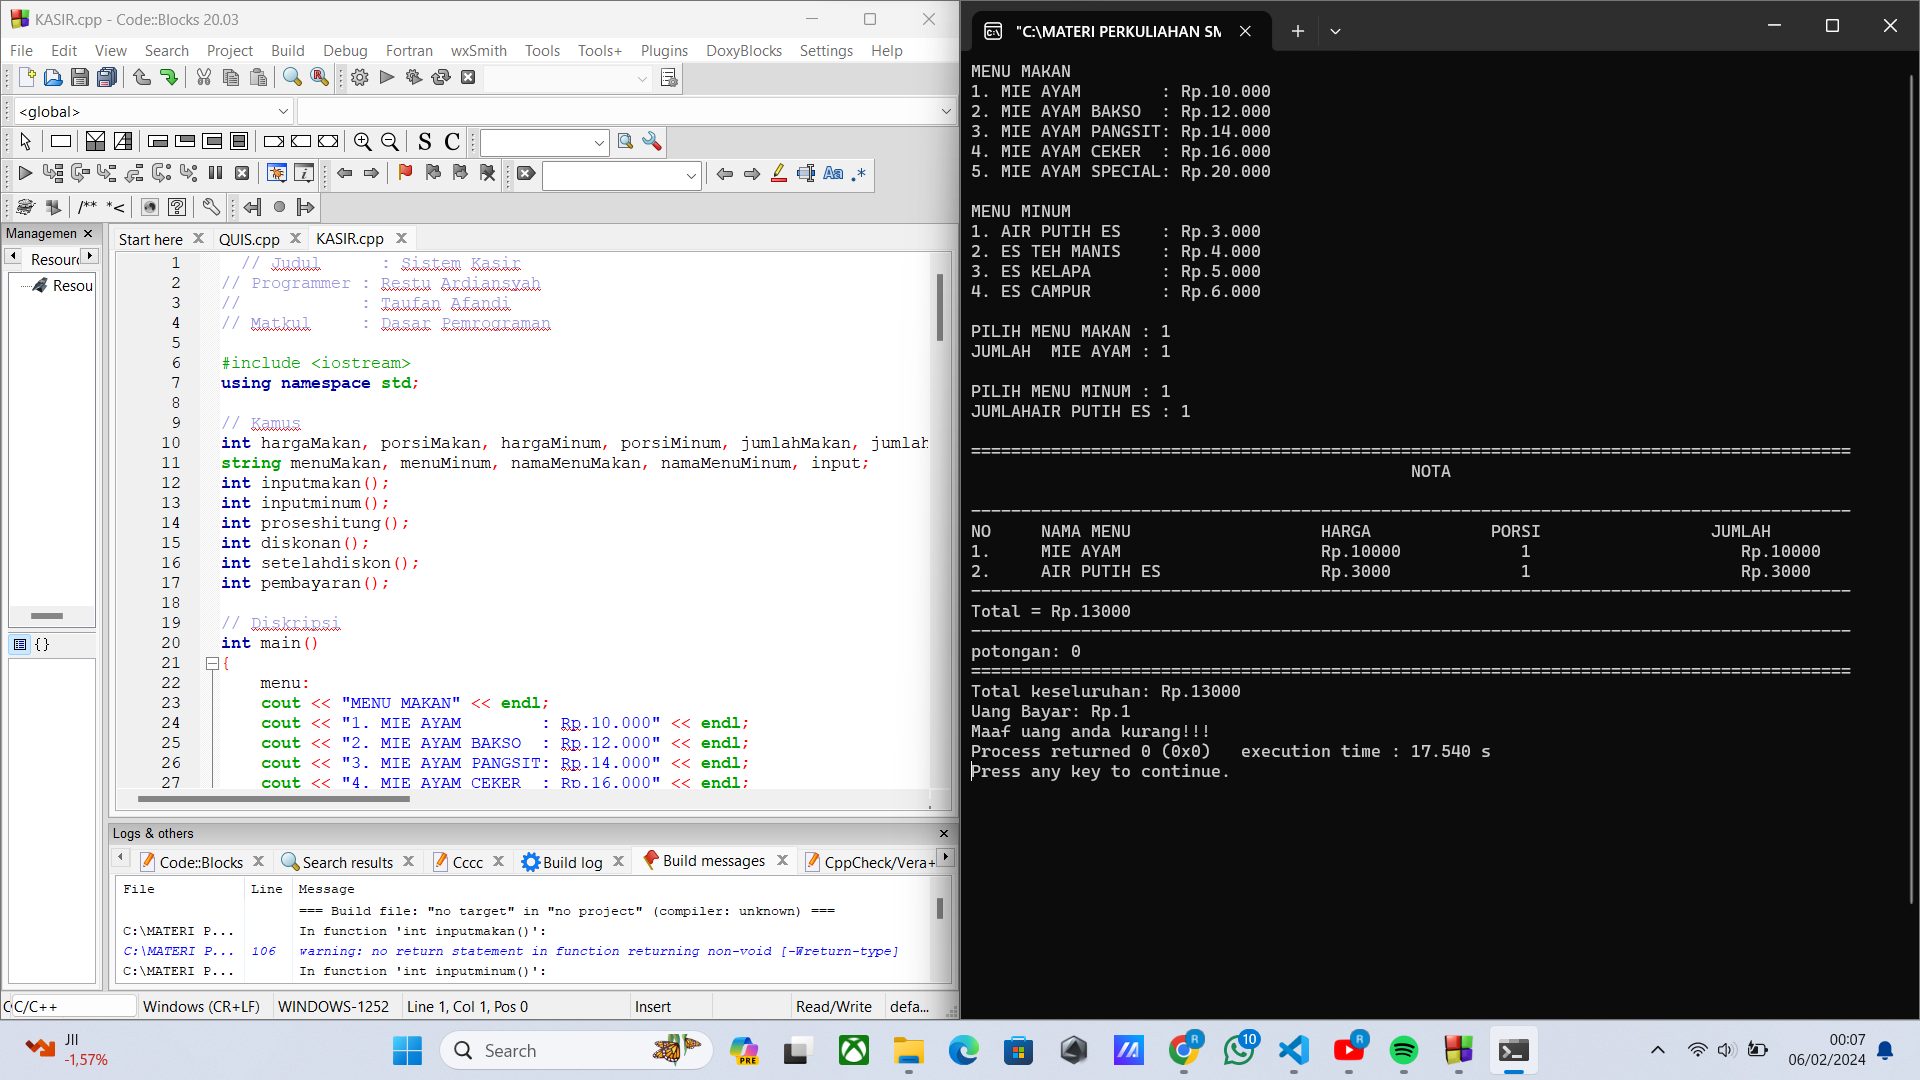 KASIR.cpp - Code::Blocks 20.03
File Edit View Search Project Build Debug Fortran wxSmith Tools Tools+ Plugins DoxyBlocks Settings Help
<global>
S C
Aa .*
/** *<
Managemen
Resour
Resou
{}
Start here QUIS.cpp KASIR.cpp
1 // Judul : Sistem Kasir
2 // Programmer : Restu Ardiansyah
3 // : Taufan Afandi
4 // Matkul : Dasar Pemrograman
5
6 #include <iostream>
7 using namespace std;
8
9 // Kamus
10 int hargaMakan, porsiMakan, hargaMinum, porsiMinum, jumlahMakan, jumlah
11 string menuMakan, menuMinum, namaMenuMakan, namaMenuMinum, input;
12 int inputmakan();
13 int inputminum();
14 int proseshitung();
15 int diskonan();
16 int setelahdiskon();
17 int pembayaran();
18
19 // Diskripsi
20 int main()
21 {
22 menu:
23 cout << "MENU MAKAN" << endl;
24 cout << "1. MIE AYAM        : Rp.10.000" << endl;
25 cout << "2. MIE AYAM BAKSO  : Rp.12.000" << endl;
26 cout << "3. MIE AYAM PANGSIT: Rp.14.000" << endl;
27 cout << "4. MIE AYAM CEKER  : Rp.16.000" << endl;
Logs & others
Code::Blocks Search results Cccc Build log Build messages CppCheck/Vera+
File Line Message
=== Build file: "no target" in "no project" (compiler: unknown) ===
C:\MATERI P... In function 'int inputmakan()':
C:\MATERI P... 106 warning: no return statement in function returning non-void [-Wreturn-type]
C:\MATERI P... In function 'int inputminum()':
C/C++ Windows (CR+LF) WINDOWS-1252 Line 1, Col 1, Pos 0 Insert Read/Write defa...
"C:\MATERI PERKULIAHAN SM
MENU MAKAN
1. MIE AYAM        : Rp.10.000
2. MIE AYAM BAKSO  : Rp.12.000
3. MIE AYAM PANGSIT: Rp.14.000
4. MIE AYAM CEKER  : Rp.16.000
5. MIE AYAM SPECIAL: Rp.20.000
MENU MINUM
1. AIR PUTIH ES    : Rp.3.000
2. ES TEH MANIS    : Rp.4.000
3. ES KELAPA       : Rp.5.000
4. ES CAMPUR       : Rp.6.000
PILIH MENU MAKAN : 1
JUMLAH  MIE AYAM : 1
PILIH MENU MINUM : 1
JUMLAHAIR PUTIH ES : 1
========================================================================================
NOTA
----------------------------------------------------------------------------------------
NO NAMA MENU HARGA PORSI JUMLAH
1. MIE AYAM Rp.10000 1 Rp.10000
2. AIR PUTIH ES Rp.3000 1 Rp.3000
----------------------------------------------------------------------------------------
Total = Rp.13000
----------------------------------------------------------------------------------------
potongan: 0
========================================================================================
Total keseluruhan: Rp.13000
Uang Bayar: Rp.1
Maaf uang anda kurang!!!
Process returned 0 (0x0)   execution time : 17.540 s
Press any key to continue.
JII
-1,57%
Search
PRE
R
10
R
00:07
06/02/2024